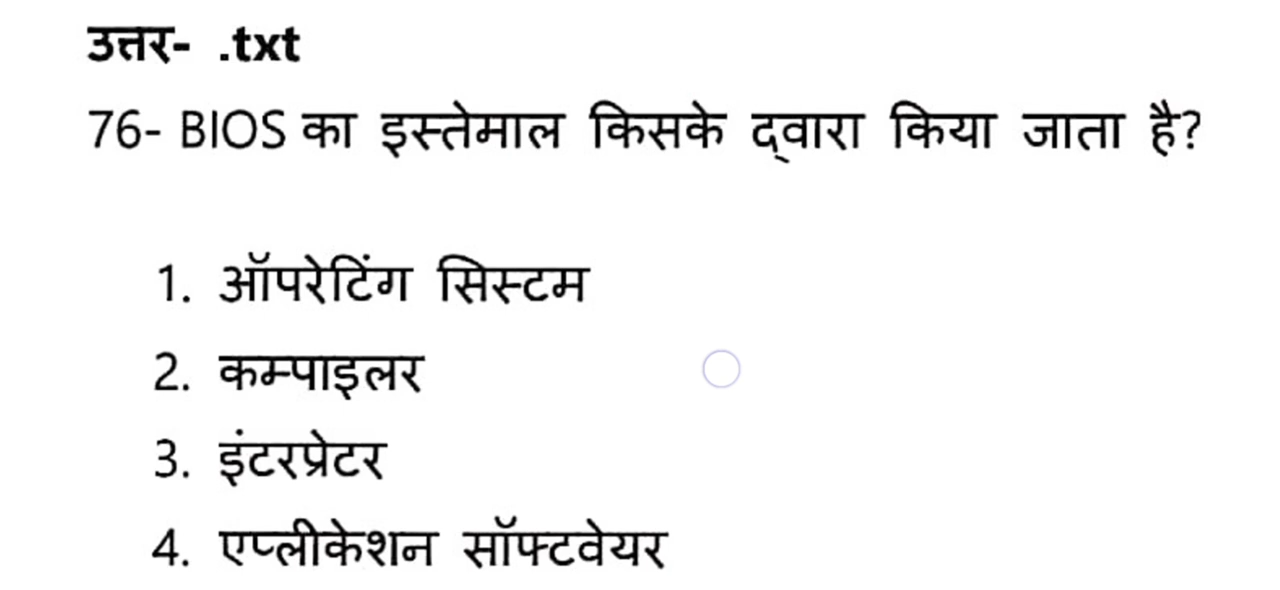 उत्तर- .txt
76- BIOS का इस्तेमाल किसके द्वारा किया जाता है?
1. ऑपरेटिंग सिस्टम
2. कम्पाइलर
3. इंटरप्रेटर
4. एप्लीकेशन सॉफ्टवेयर